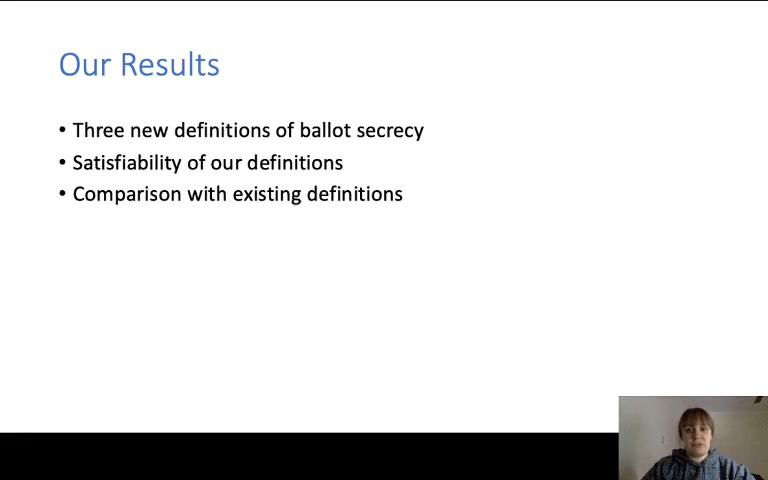 Our Results
• Three new definitions of ballot secrecy
• Satisfiability of our definitions
• Comparison with existing definitions